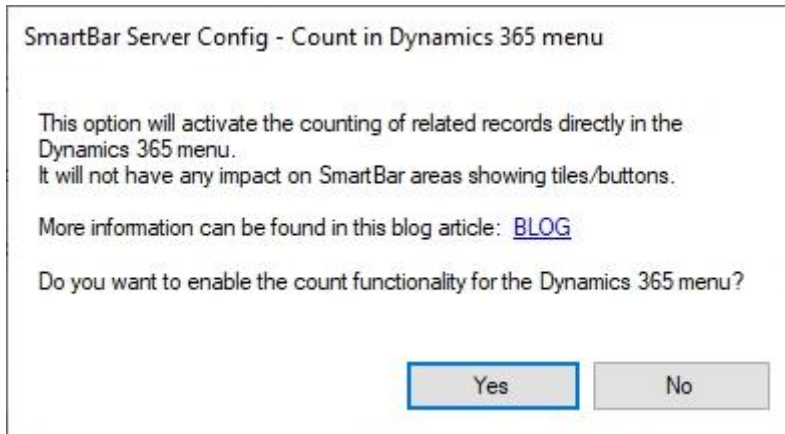 SmartBar Server Config - Count in Dynamics 365 menu
This option will activate the counting of related records directly in the
Dynamics 365 menu.
It will not have any impact on SmartBar areas showing tiles/buttons.
More information can be found in this blog article: BLOG
Do you want to enable the count functionality for the Dynamics 365 menu?
Yes No